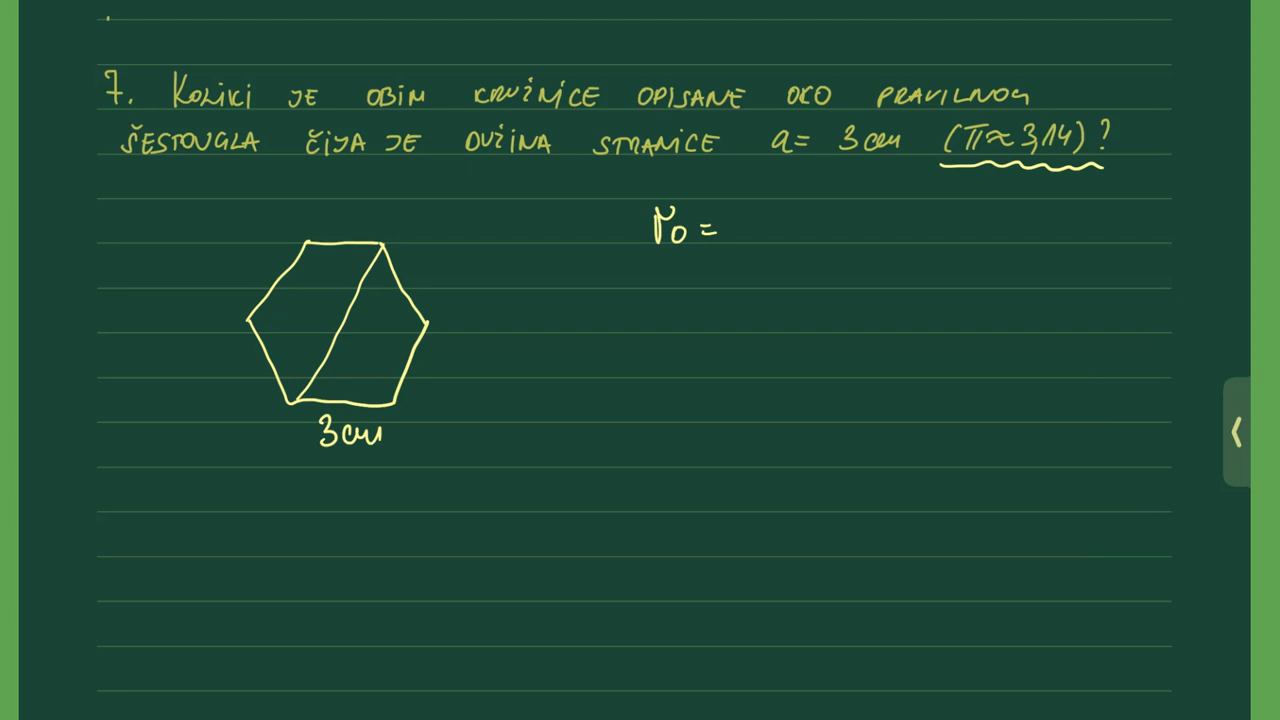 7. KOLIKI JE OBIM KRUŽNICE OPISANE OKO PRAVILNOG
ŠESTOUGLA ČIJA JE DUŽINA STRANICE a = 3cm (π≈3,14)?
r₀ =
3cm